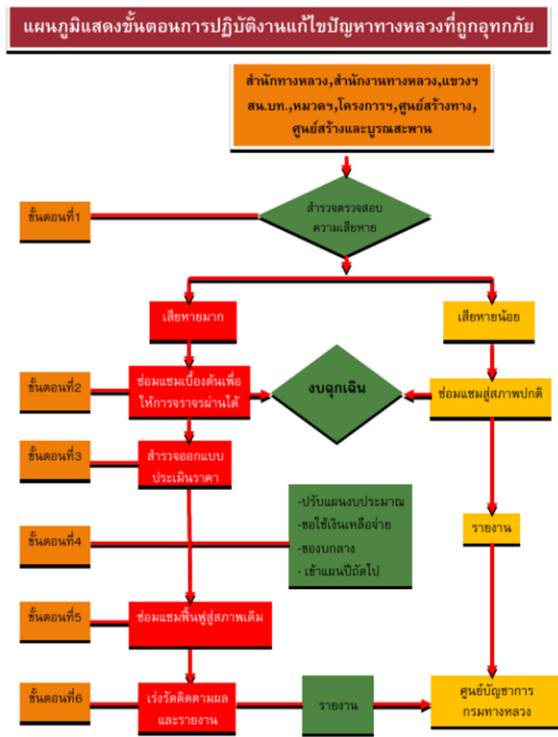 แผนภูมิแสดงขั้นตอนการปฏิบัติงานแก้ไขปัญหาทางหลวงที่ถูกอุทกภัย
สำนักทางหลวง,สำนักงานทางหลวง,แขวงฯ
สน.บท.,หมวดฯ,โครงการฯ,ศูนย์สร้างทาง,
ศูนย์สร้างและบูรณสะพาน
ขั้นตอนที่1
สำรวจตรวจสอบ
ความเสียหาย
เสียหายมาก
เสียหายน้อย
ขั้นตอนที่2
ซ่อมแซมเบื้องต้นเพื่อ
ให้การจราจรผ่านได้
งบฉุกเฉิน
ซ่อมแซมสู่สภาพปกติ
ขั้นตอนที่3
สำรวจออกแบบ
ประเมินราคา
ขั้นตอนที่4
-ปรับแผนงบประมาณ
-ขอใช้เงินเหลือจ่าย
-ของบกลาง
- เข้าแผนปีถัดไป
รายงาน
ขั้นตอนที่5
ซ่อมแซมฟื้นฟูสู่สภาพเดิม
ขั้นตอนที่6
เร่งรัดติดตามผล
และรายงาน
รายงาน
ศูนย์บัญชาการ
กรมทางหลวง